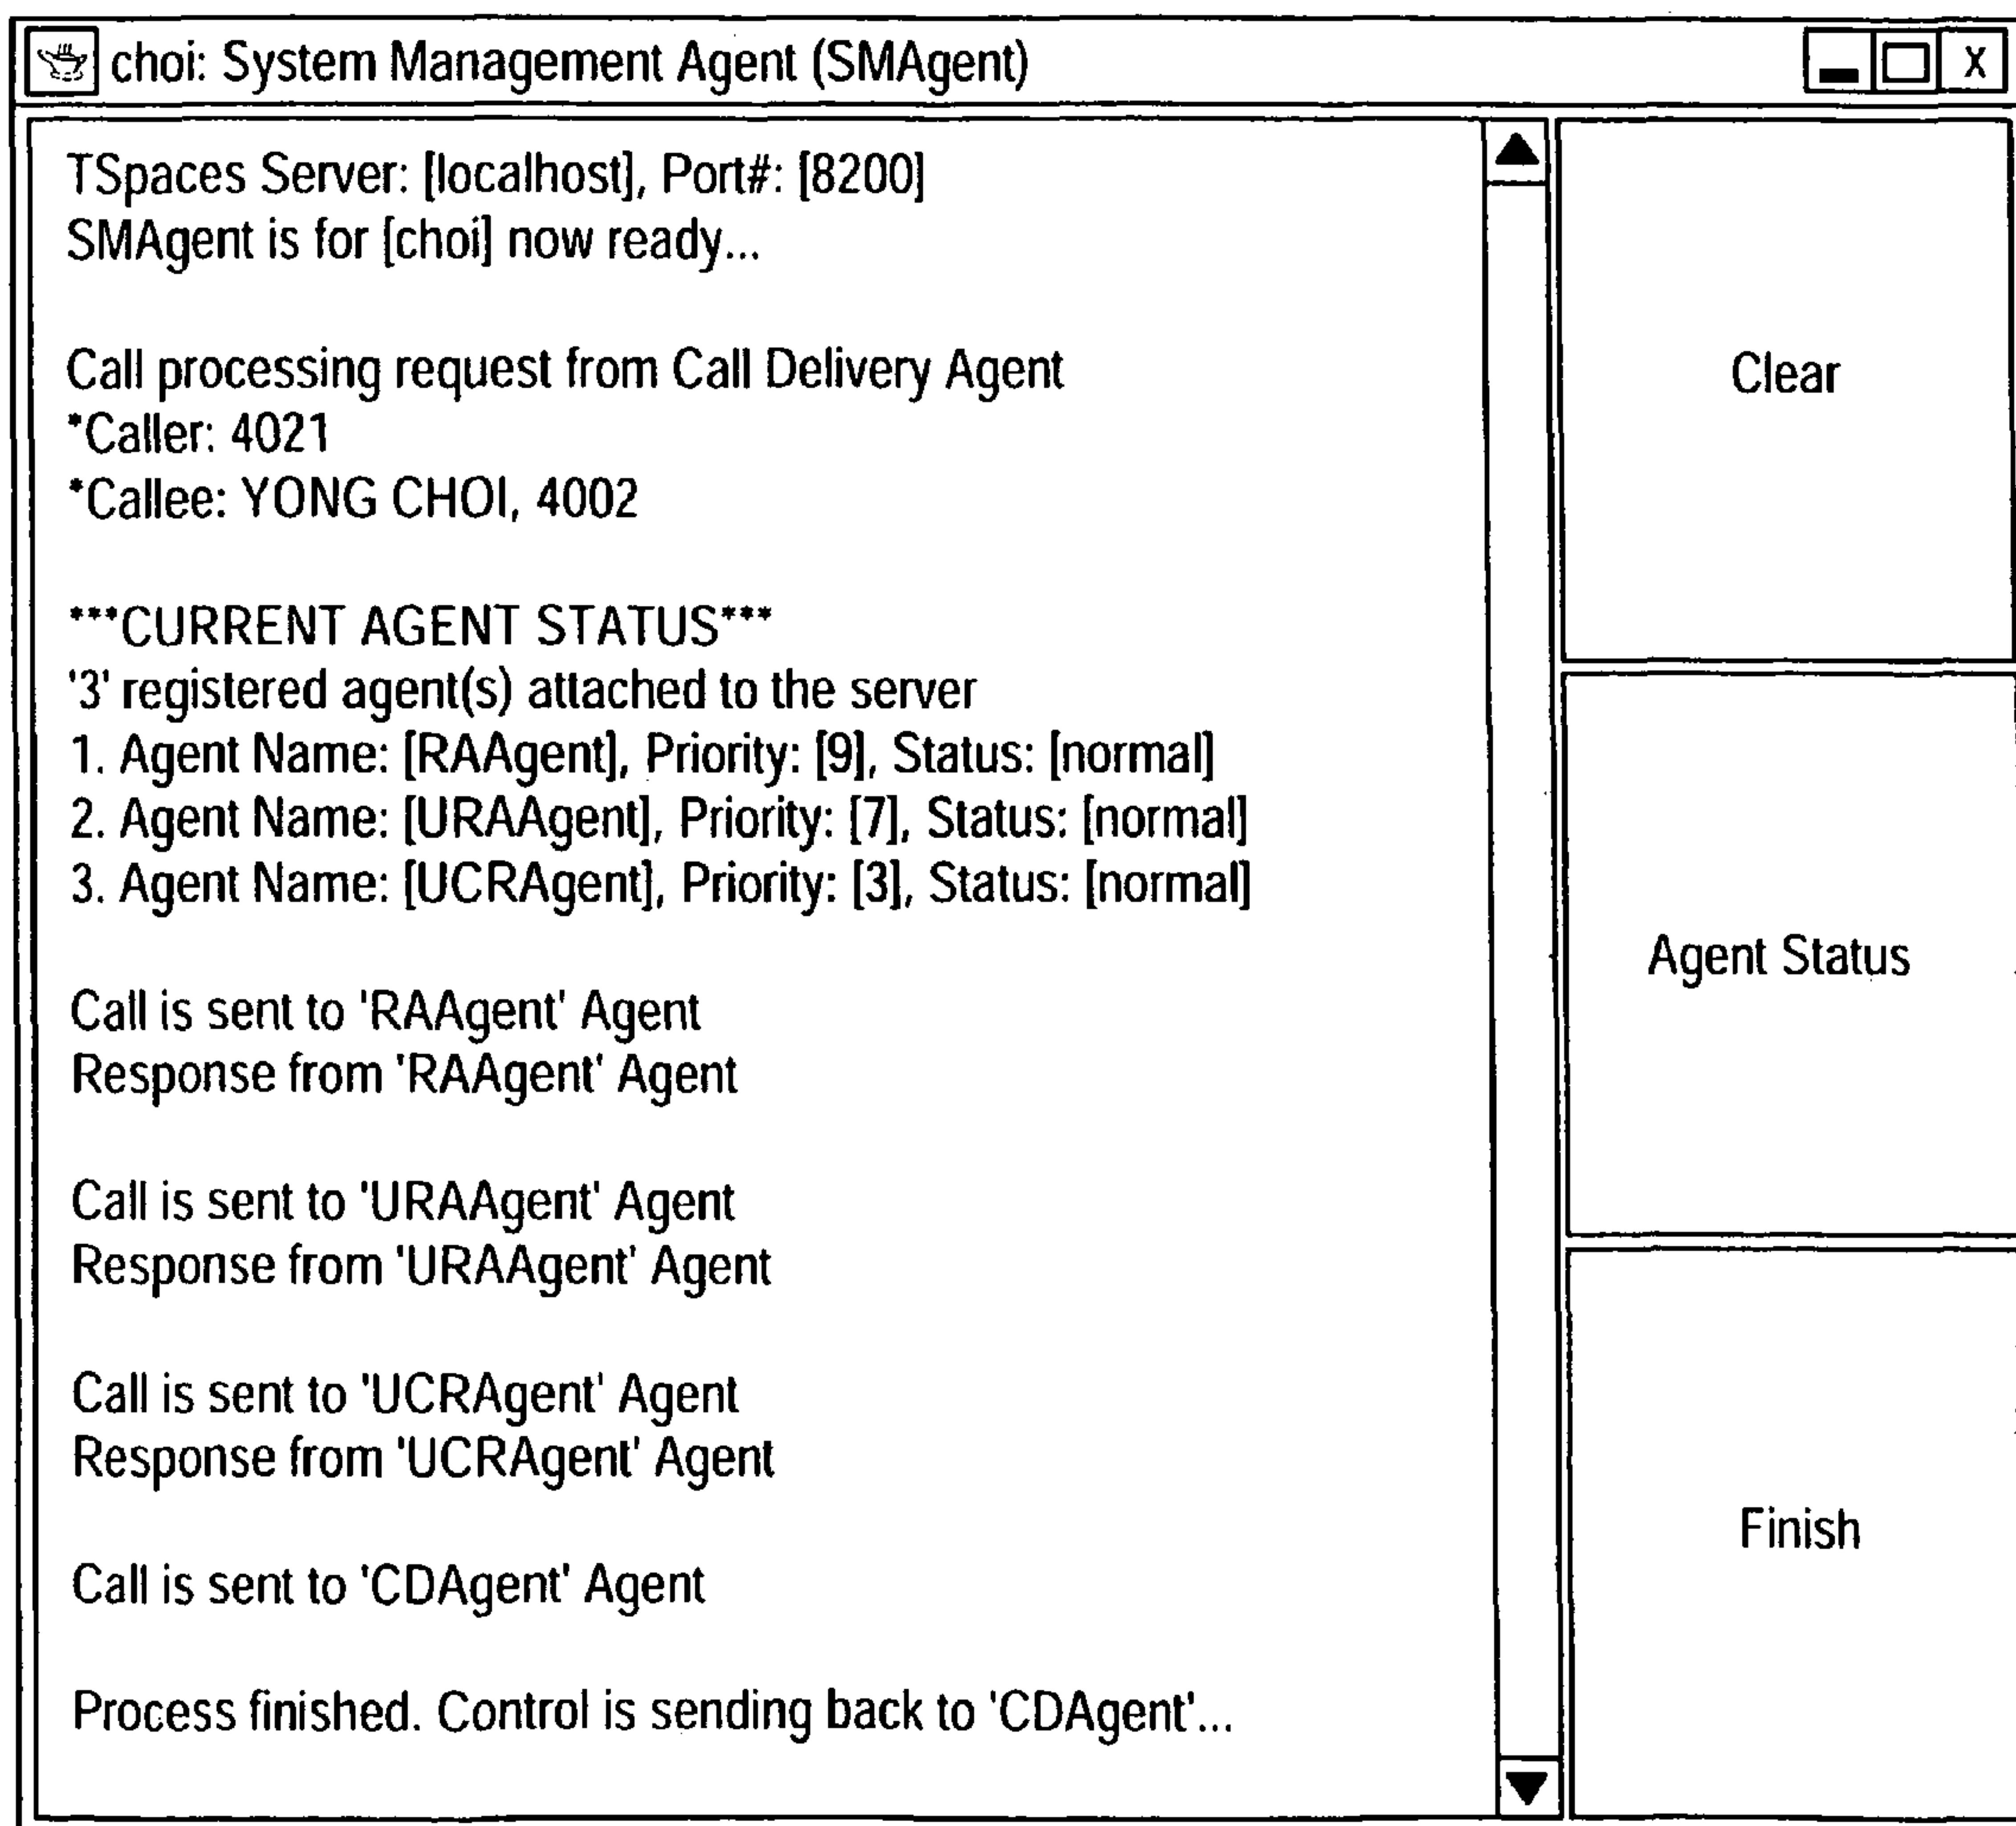 choi: System Management Agent (SMAgent)
X
TSpaces Server: [localhost], Port#: [8200]
SMAgent is for [choi] now ready...
Call processing request from Call Delivery Agent
*Caller: 4021
*Callee: YONG CHOI, 4002
***CURRENT AGENT STATUS***
'3' registered agent(s) attached to the server
1. Agent Name: [RAAgent], Priority: [9], Status: [normal]
2. Agent Name: [URAAgent], Priority: [7], Status: [normal]
3. Agent Name: [UCRAgent], Priority: [3], Status: [normal]
Call is sent to 'RAAgent' Agent
Response from 'RAAgent' Agent
Call is sent to 'URAAgent' Agent
Response from 'URAAgent' Agent
Call is sent to 'UCRAgent' Agent
Response from 'UCRAgent' Agent
Call is sent to 'CDAgent' Agent
Process finished. Control is sending back to 'CDAgent'...
Clear
Agent Status
Finish